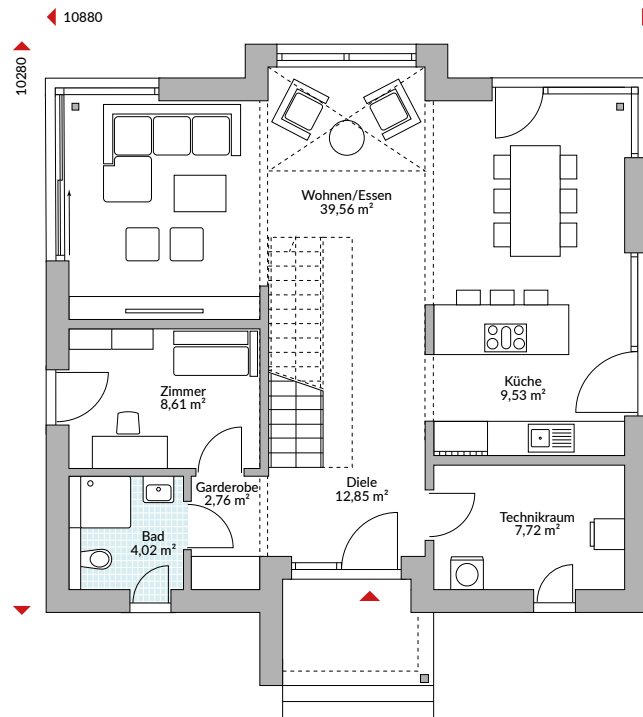 10880
10280
Wohnen/Essen
39,56 m²
Zimmer
8,61 m²
Küche
9,53 m²
Garderobe
2,76 m²
Diele
12,85 m²
Bad
4,02 m²
Technikraum
7,72 m²